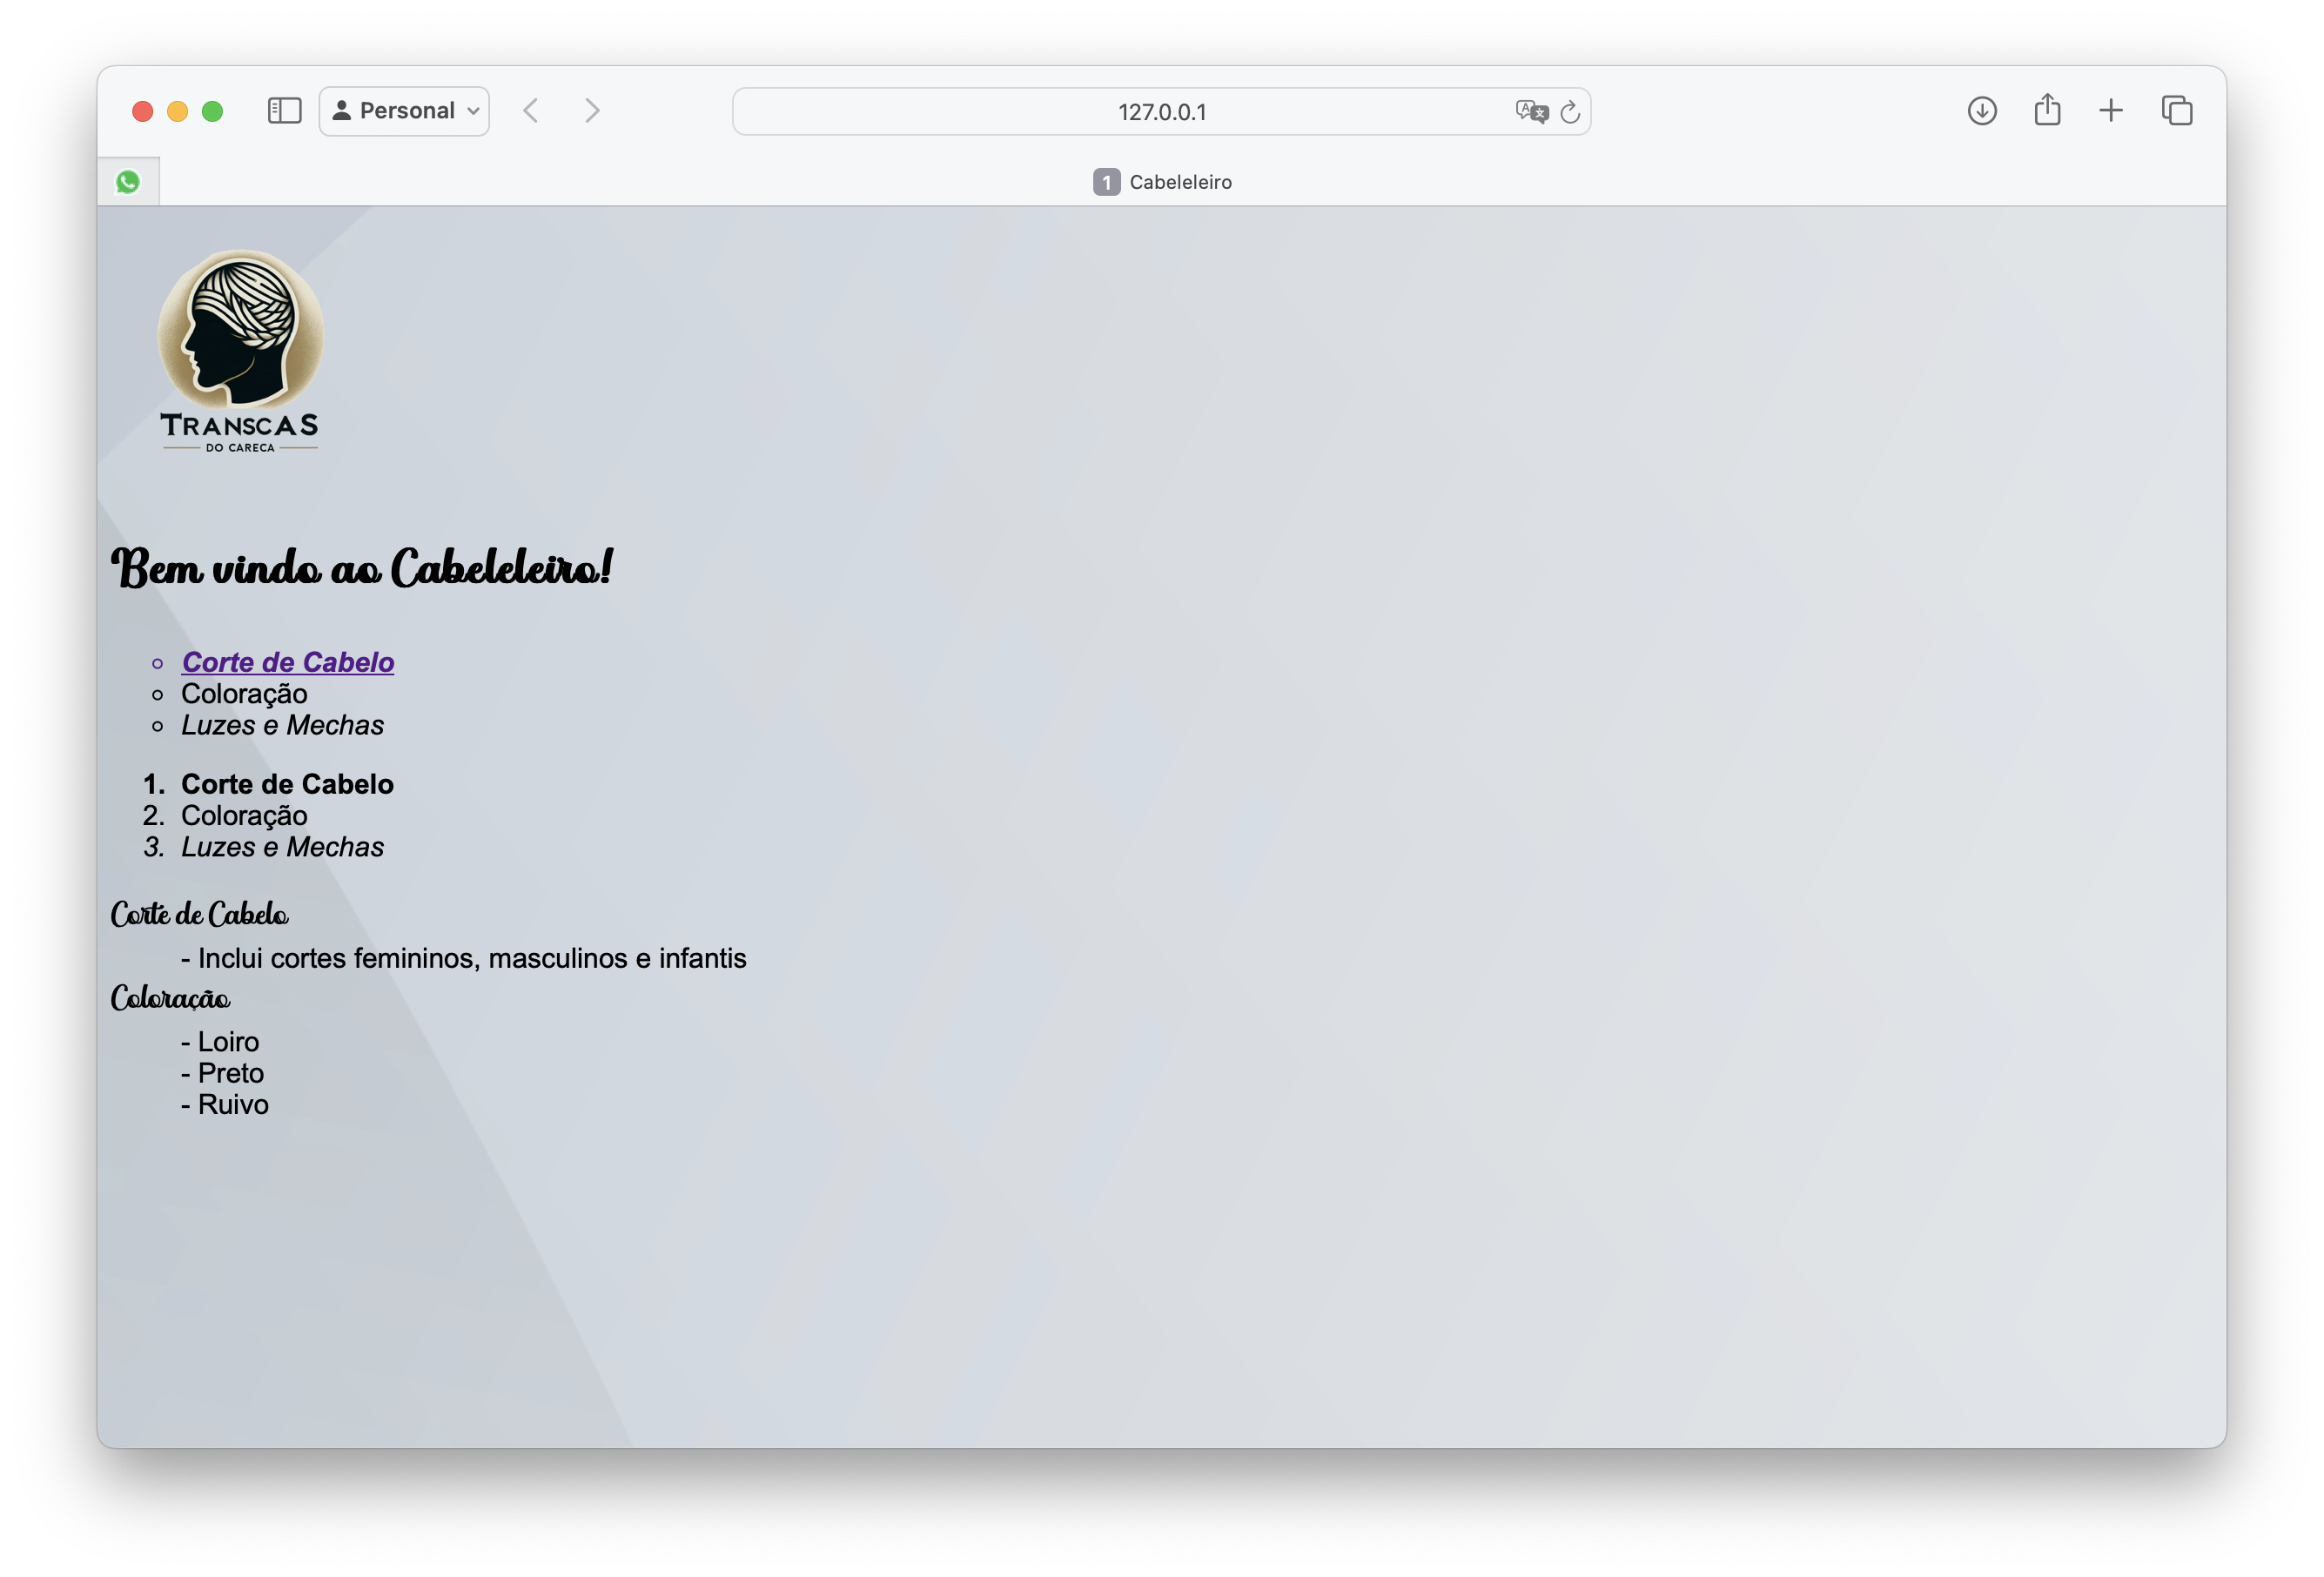 Personal
127.0.0.1
1 Cabeleleiro
TRANSCAS
DO CARECA
Bem vindo ao Cabeleleiro!
Corte de Cabelo
Coloração
Luzes e Mechas
1. Corte de Cabelo
2. Coloração
3. Luzes e Mechas
Corte de Cabelo
- Inclui cortes femininos, masculinos e infantis
Coloração
- Loiro
- Preto
- Ruivo